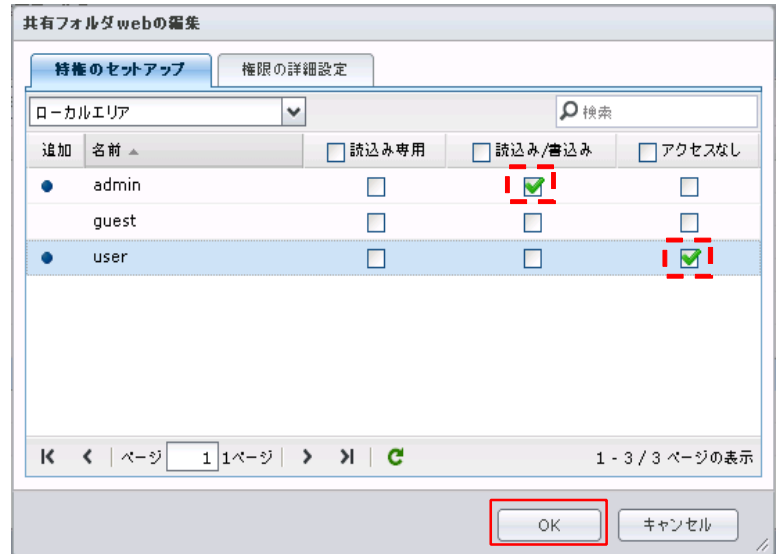 共有フォルダwebの編集
特権のセットアップ 権限の詳細設定
ローカルエリア 検索
追加 名前 読込み専用 読込み/書込み アクセスなし
admin
guest
user
ページ 1 1ページ 1 - 3 / 3 ページの表示
OK キャンセル